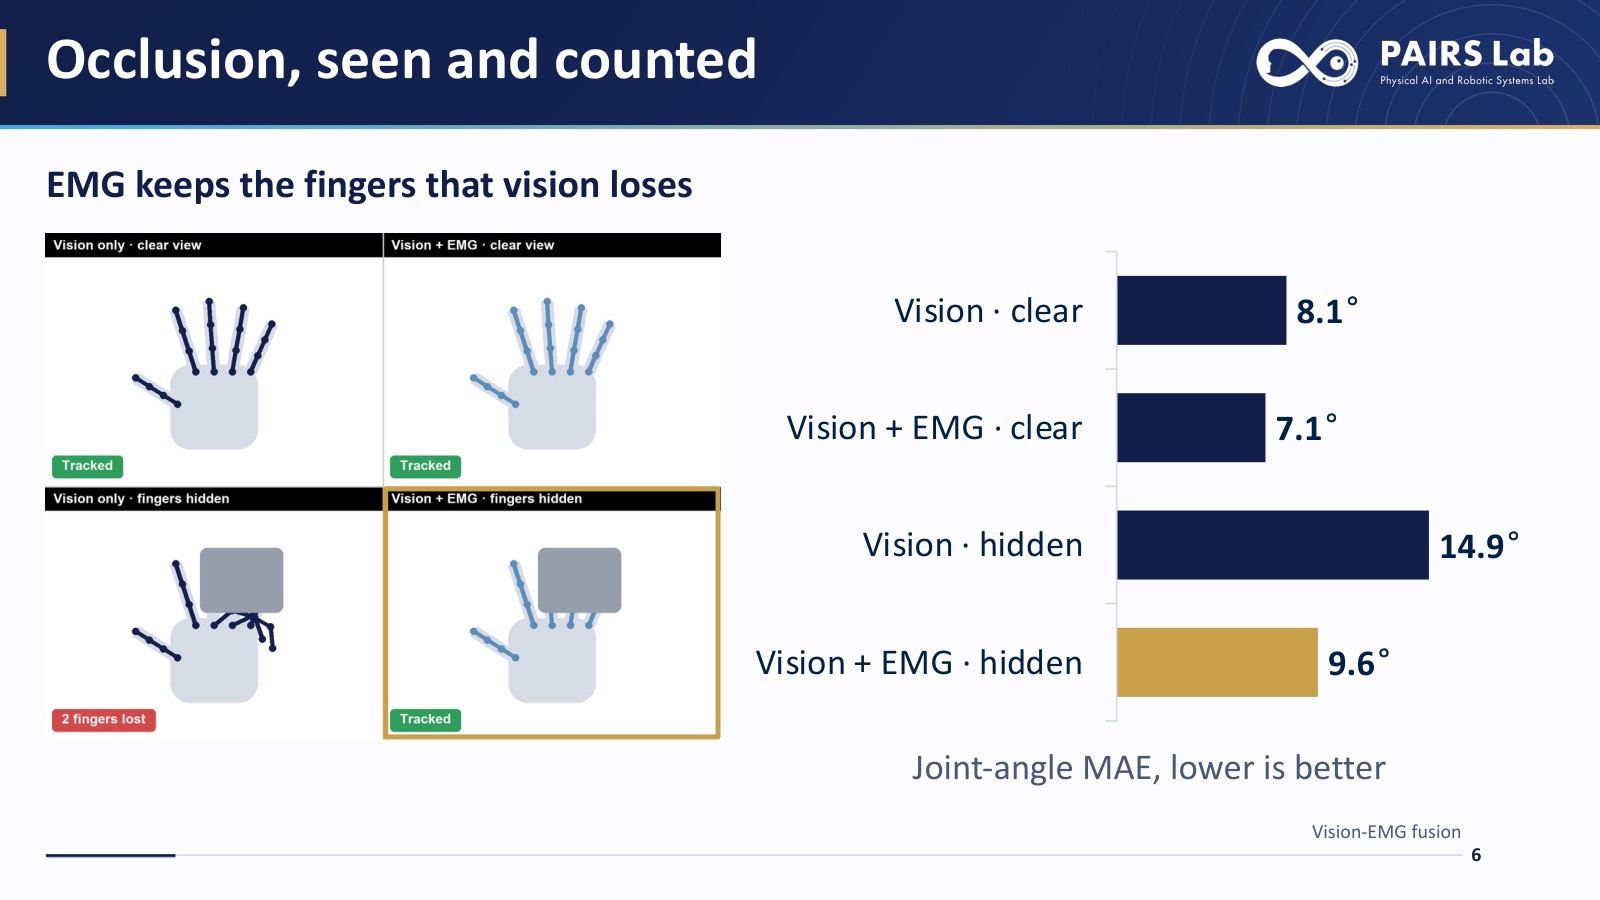 Occlusion, seen and counted
PAIRS Lab
Physical AI and Robotic Systems Lab
EMG keeps the fingers that vision loses
Vision only · clear view
Vision + EMG · clear view
Tracked
Tracked
Vision only · fingers hidden
Vision + EMG · fingers hidden
2 fingers lost
Tracked
Vision · clear
8.1°
Vision + EMG · clear
7.1°
Vision · hidden
14.9°
Vision + EMG · hidden
9.6°
Joint-angle MAE, lower is better
Vision-EMG fusion
6